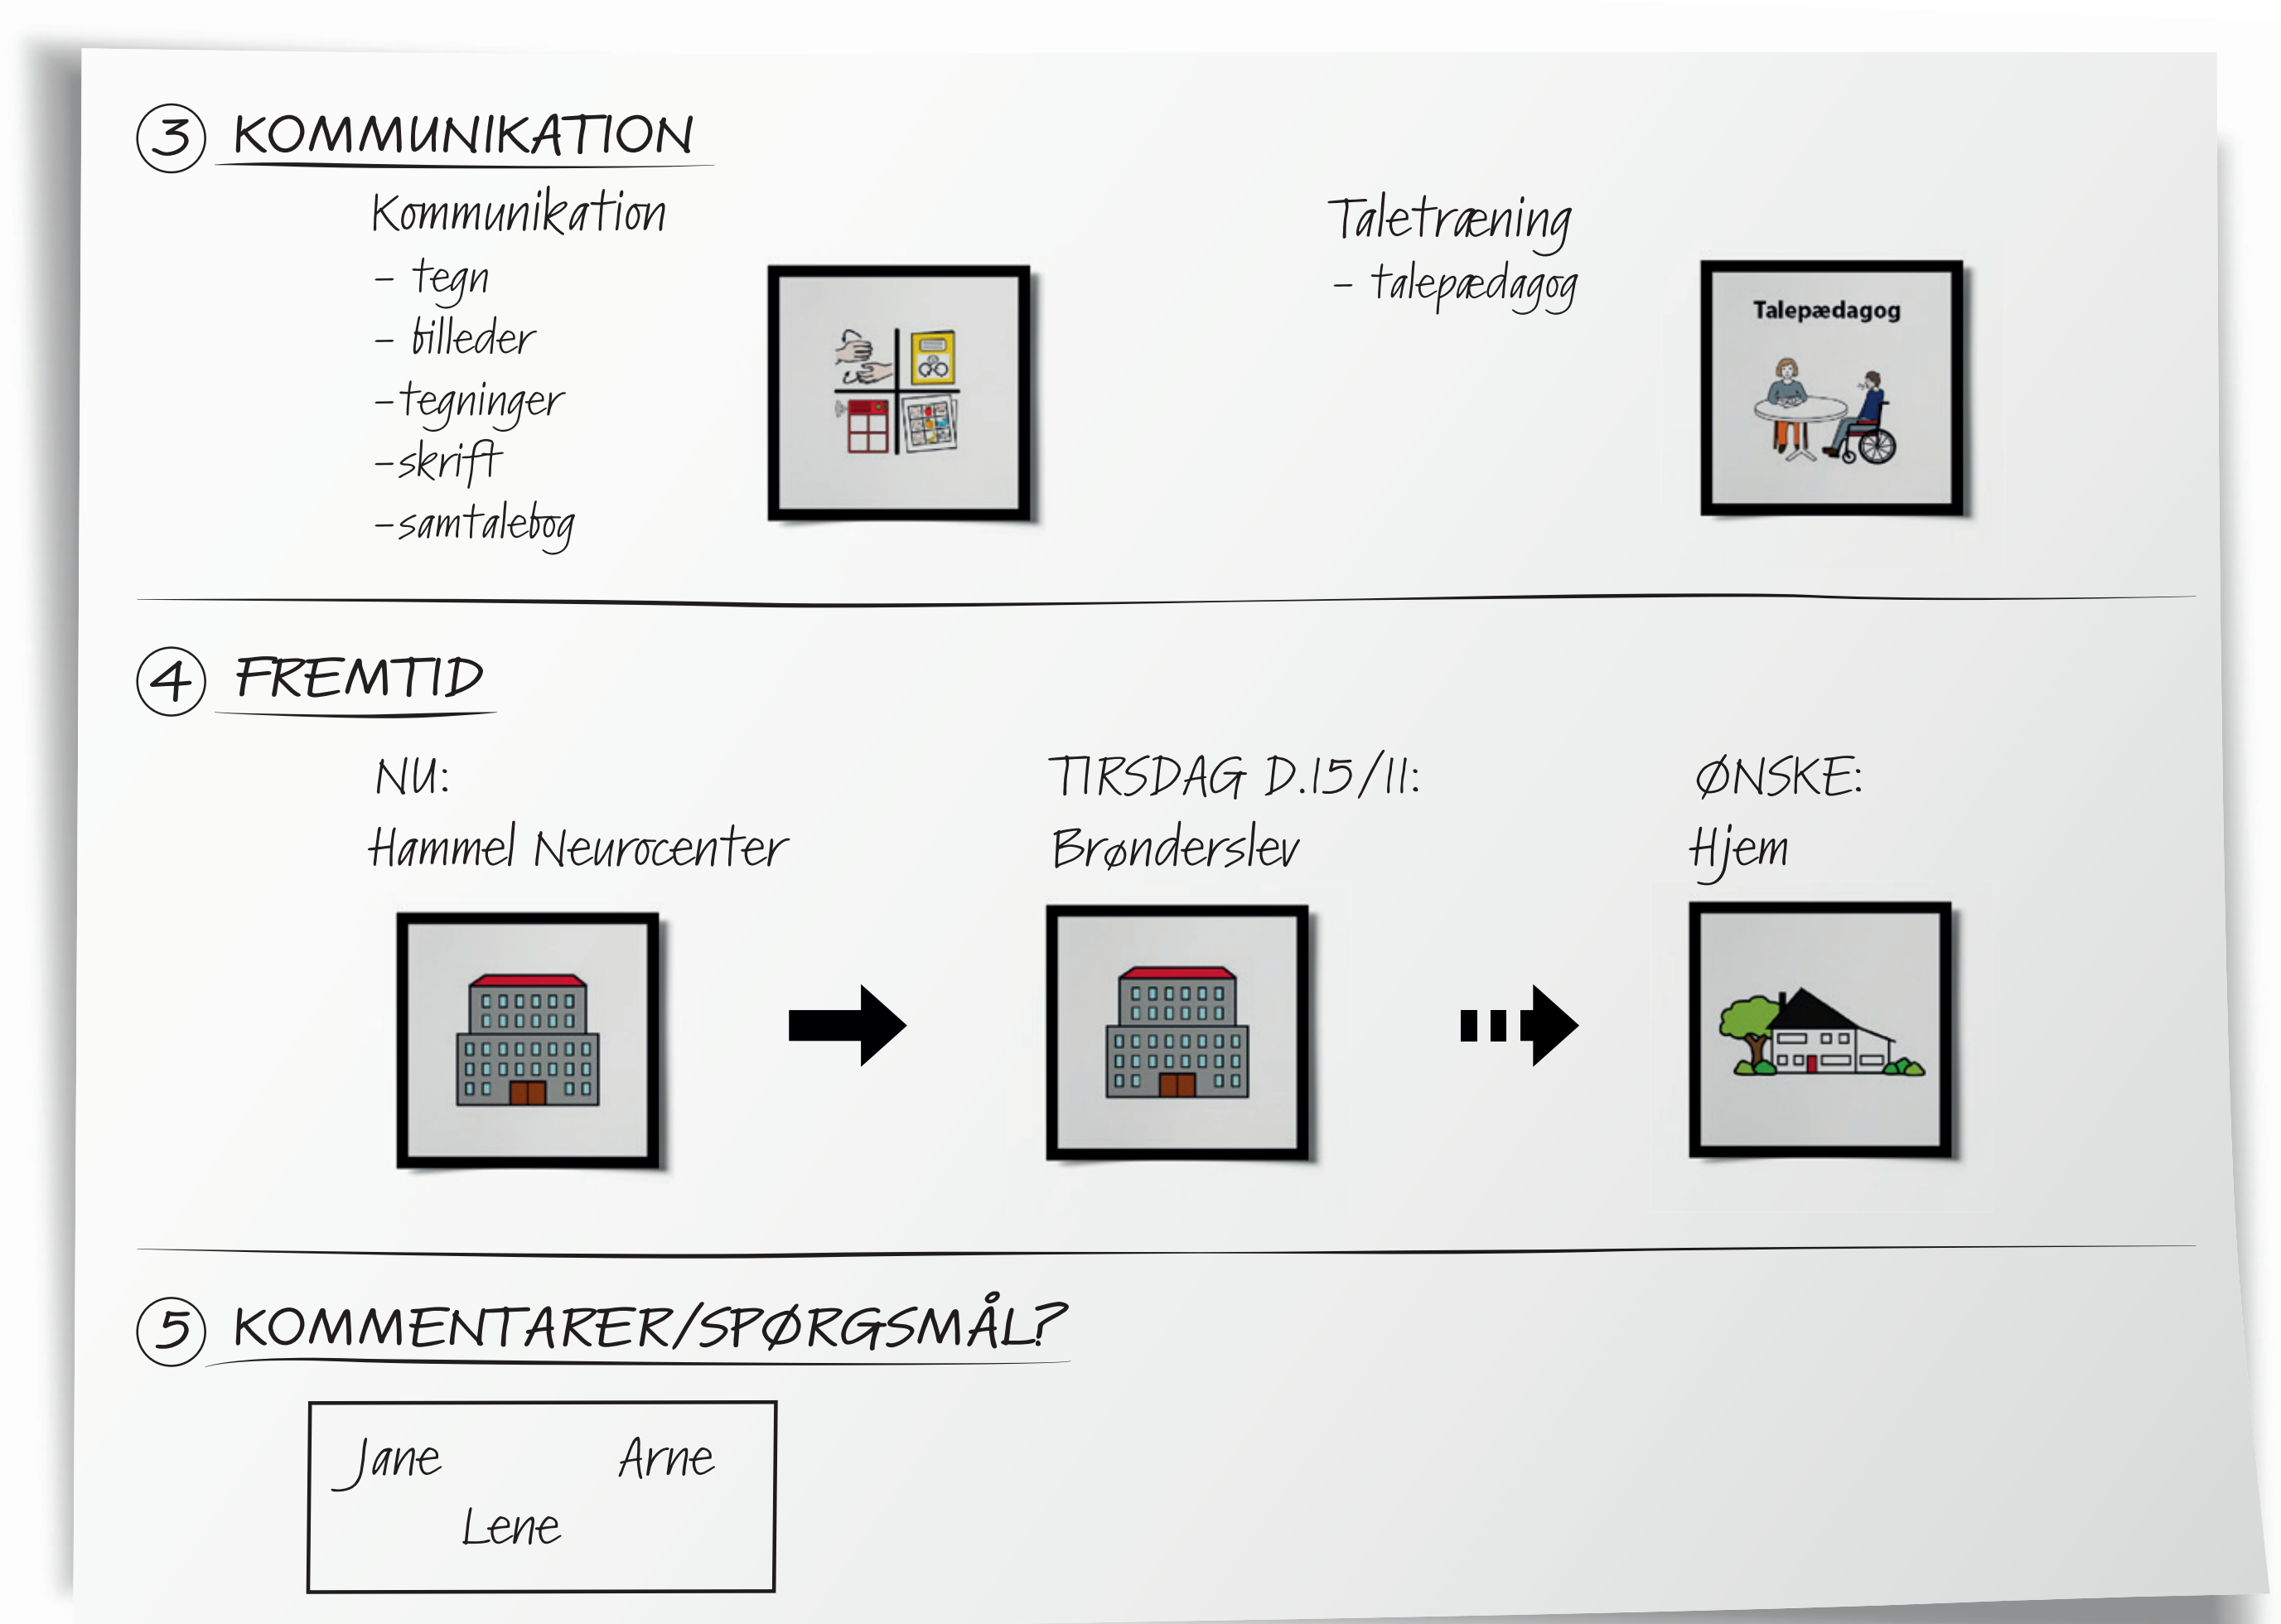 3 KOMMUNIKATION
Kommunikation
- tegn
- billeder
-tegninger
-skrift
-samtalebog
Taletræning
- talepædagog
Talepædagog
4 FREMTID
NU:
Hammel Neurocenter
TIRSDAG D.15/11:
Brønderslev
ØNSKE:
Hjem
5 KOMMENTARER/SPØRGSMÅL?
Jane Arne
Lene